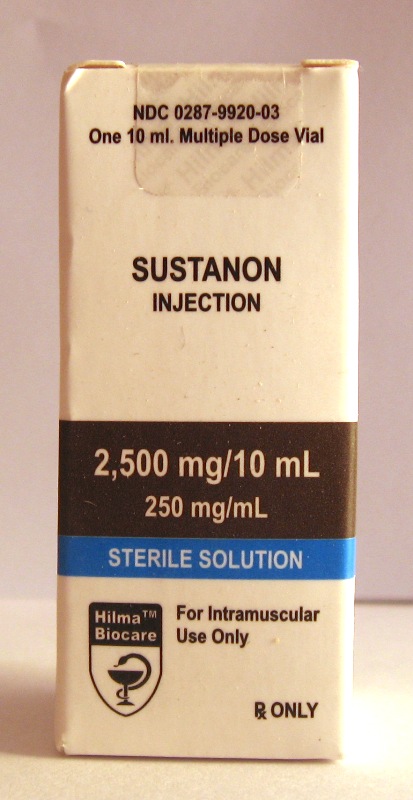 NDC 0287-9920-03
One 10 ml. Multiple Dose Vial
SUSTANON
INJECTION
2,500 mg/10 mL
250 mg/mL
STERILE SOLUTION
Hilma™
Biocare
For Intramuscular
Use Only
℞ ONLY